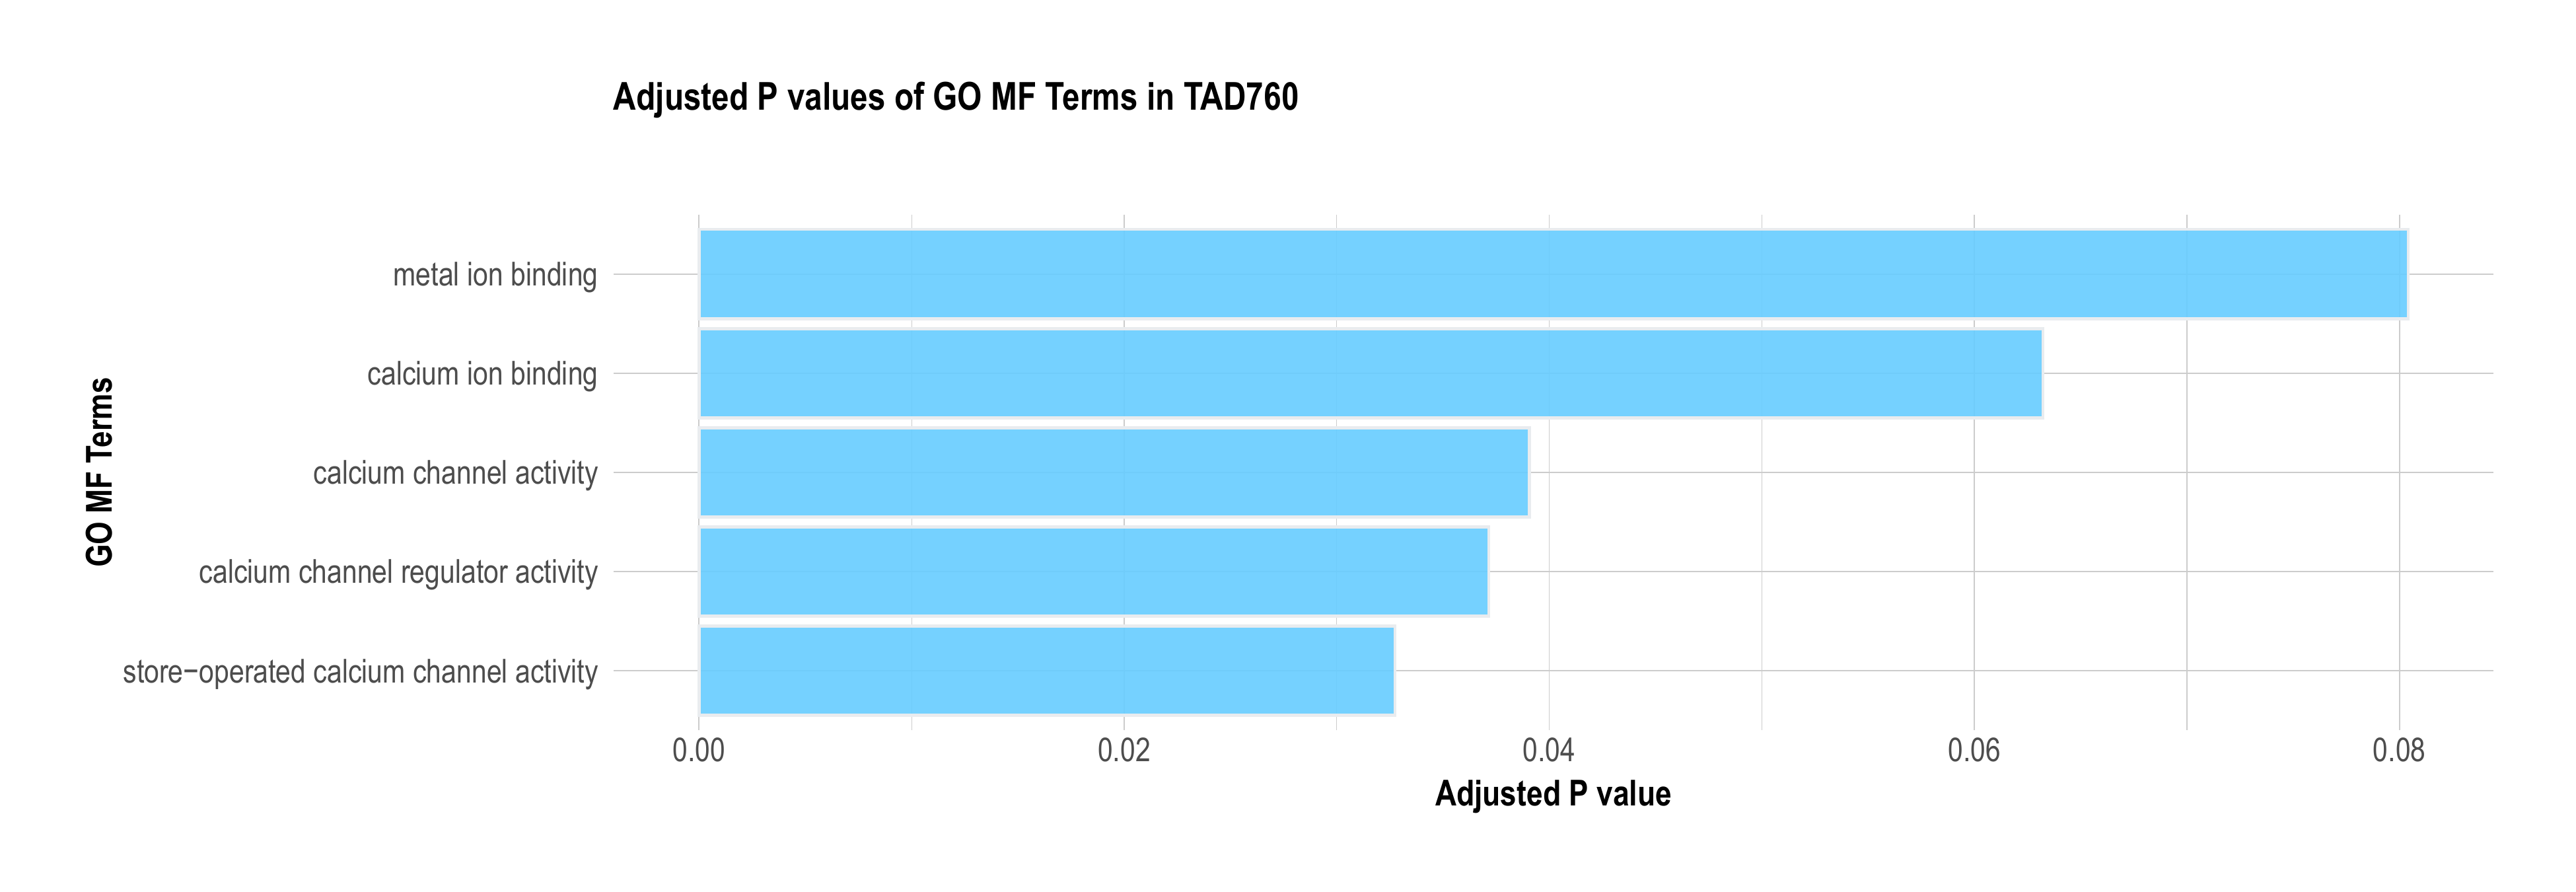 Adjusted P values of GO MF Terms in TAD760
GO MF Terms
metal ion binding
calcium ion binding
calcium channel activity
calcium channel regulator activity
store−operated calcium channel activity
0.00 0.02 0.04 0.06 0.08
Adjusted P value